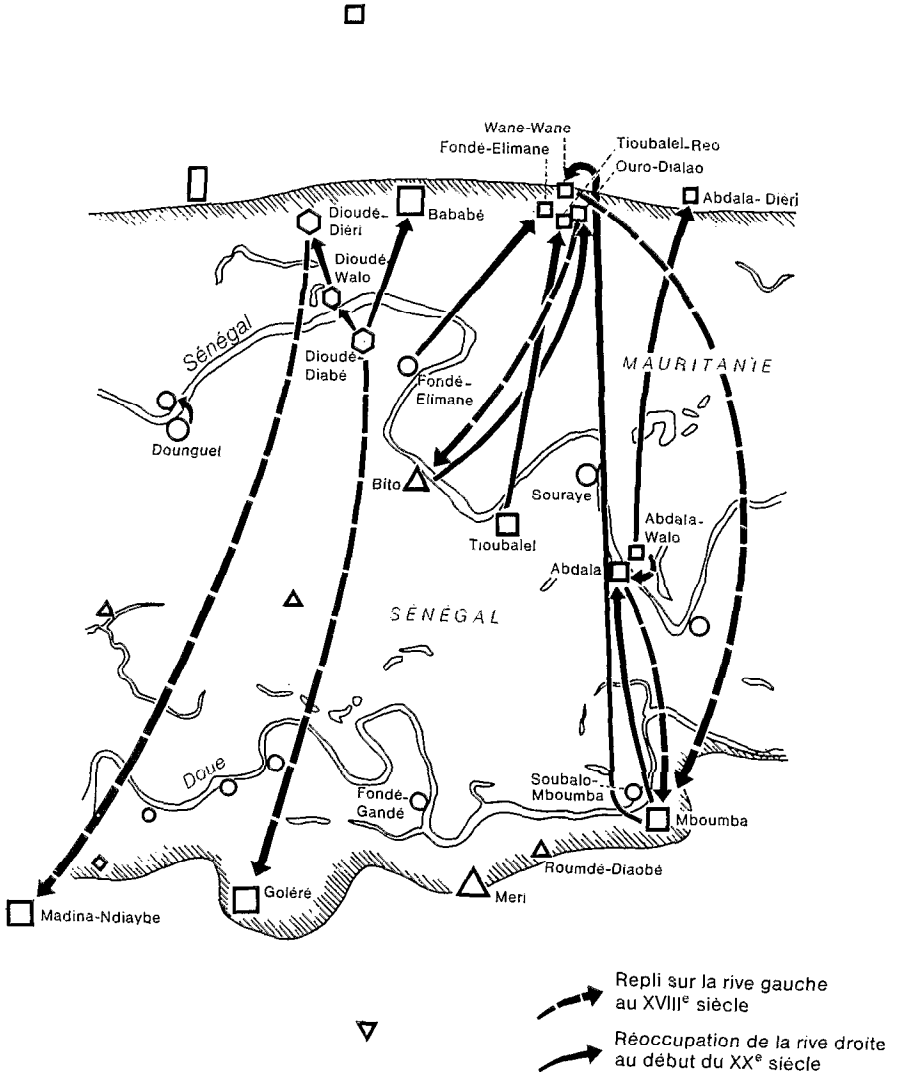 Wane-Wane
Fondé-Elimane
Tioubalel-Reo
Ouro-Dialao
Abdala-Diéri
Dioudé-
Diéri
Bababé
Dioudé-
Walo
Sénégal
Dioudé-
Diabé
MAURITANIE
Fondé-
Elimane
Dounguel
Bito
Souraye
Tioubalel
Abdala-
Walo
Abdala
SÉNÉGAL
Doue
Fondé-
Gandé
Soubalo-
Mboumba
Mboumba
Roumdé-Diaobé
Goléré
Meri
Madina-Ndiaybe
Repli sur la rive gauche
au XVIIIe siècle
Réoccupation de la rive droite
au début du XXe siécle